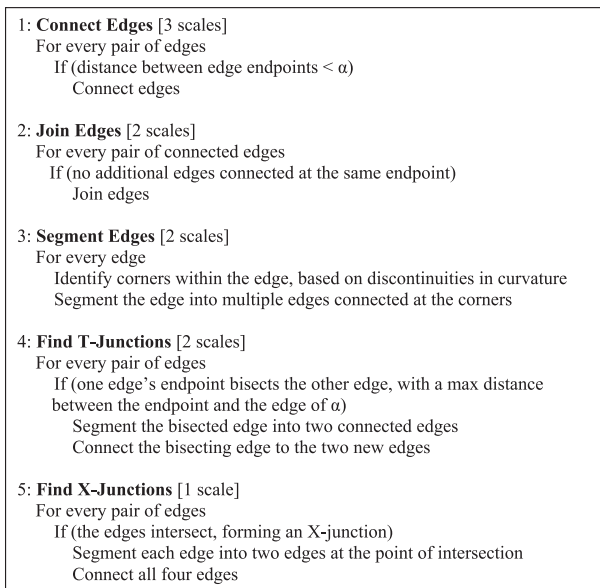 1: Connect Edges [3 scales]
For every pair of edges
If (distance between edge endpoints < α)
Connect edges
2: Join Edges [2 scales]
For every pair of connected edges
If (no additional edges connected at the same endpoint)
Join edges
3: Segment Edges [2 scales]
For every edge
Identify corners within the edge, based on discontinuities in curvature
Segment the edge into multiple edges connected at the corners
4: Find T-Junctions [2 scales]
For every pair of edges
If (one edge’s endpoint bisects the other edge, with a max distance
between the endpoint and the edge of α)
Segment the bisected edge into two connected edges
Connect the bisecting edge to the two new edges
5: Find X-Junctions [1 scale]
For every pair of edges
If (the edges intersect, forming an X-junction)
Segment each edge into two edges at the point of intersection
Connect all four edges